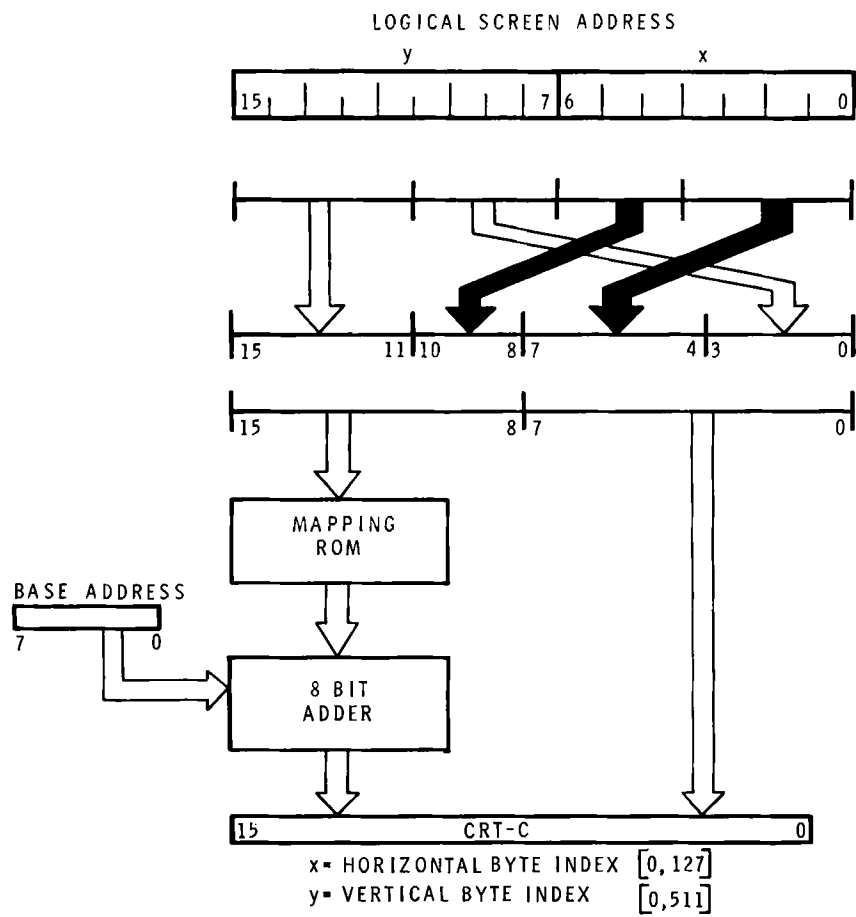 LOGICAL SCREEN ADDRESS
y x
15 7 6 0
15 11 10 8 7 4 3 0
15 8 7 0
MAPPING
ROM
BASE ADDRESS
7 0
8 BIT
ADDER
15 CRT-C 0
x= HORIZONTAL BYTE INDEX [0,127]
y= VERTICAL BYTE INDEX [0,511]